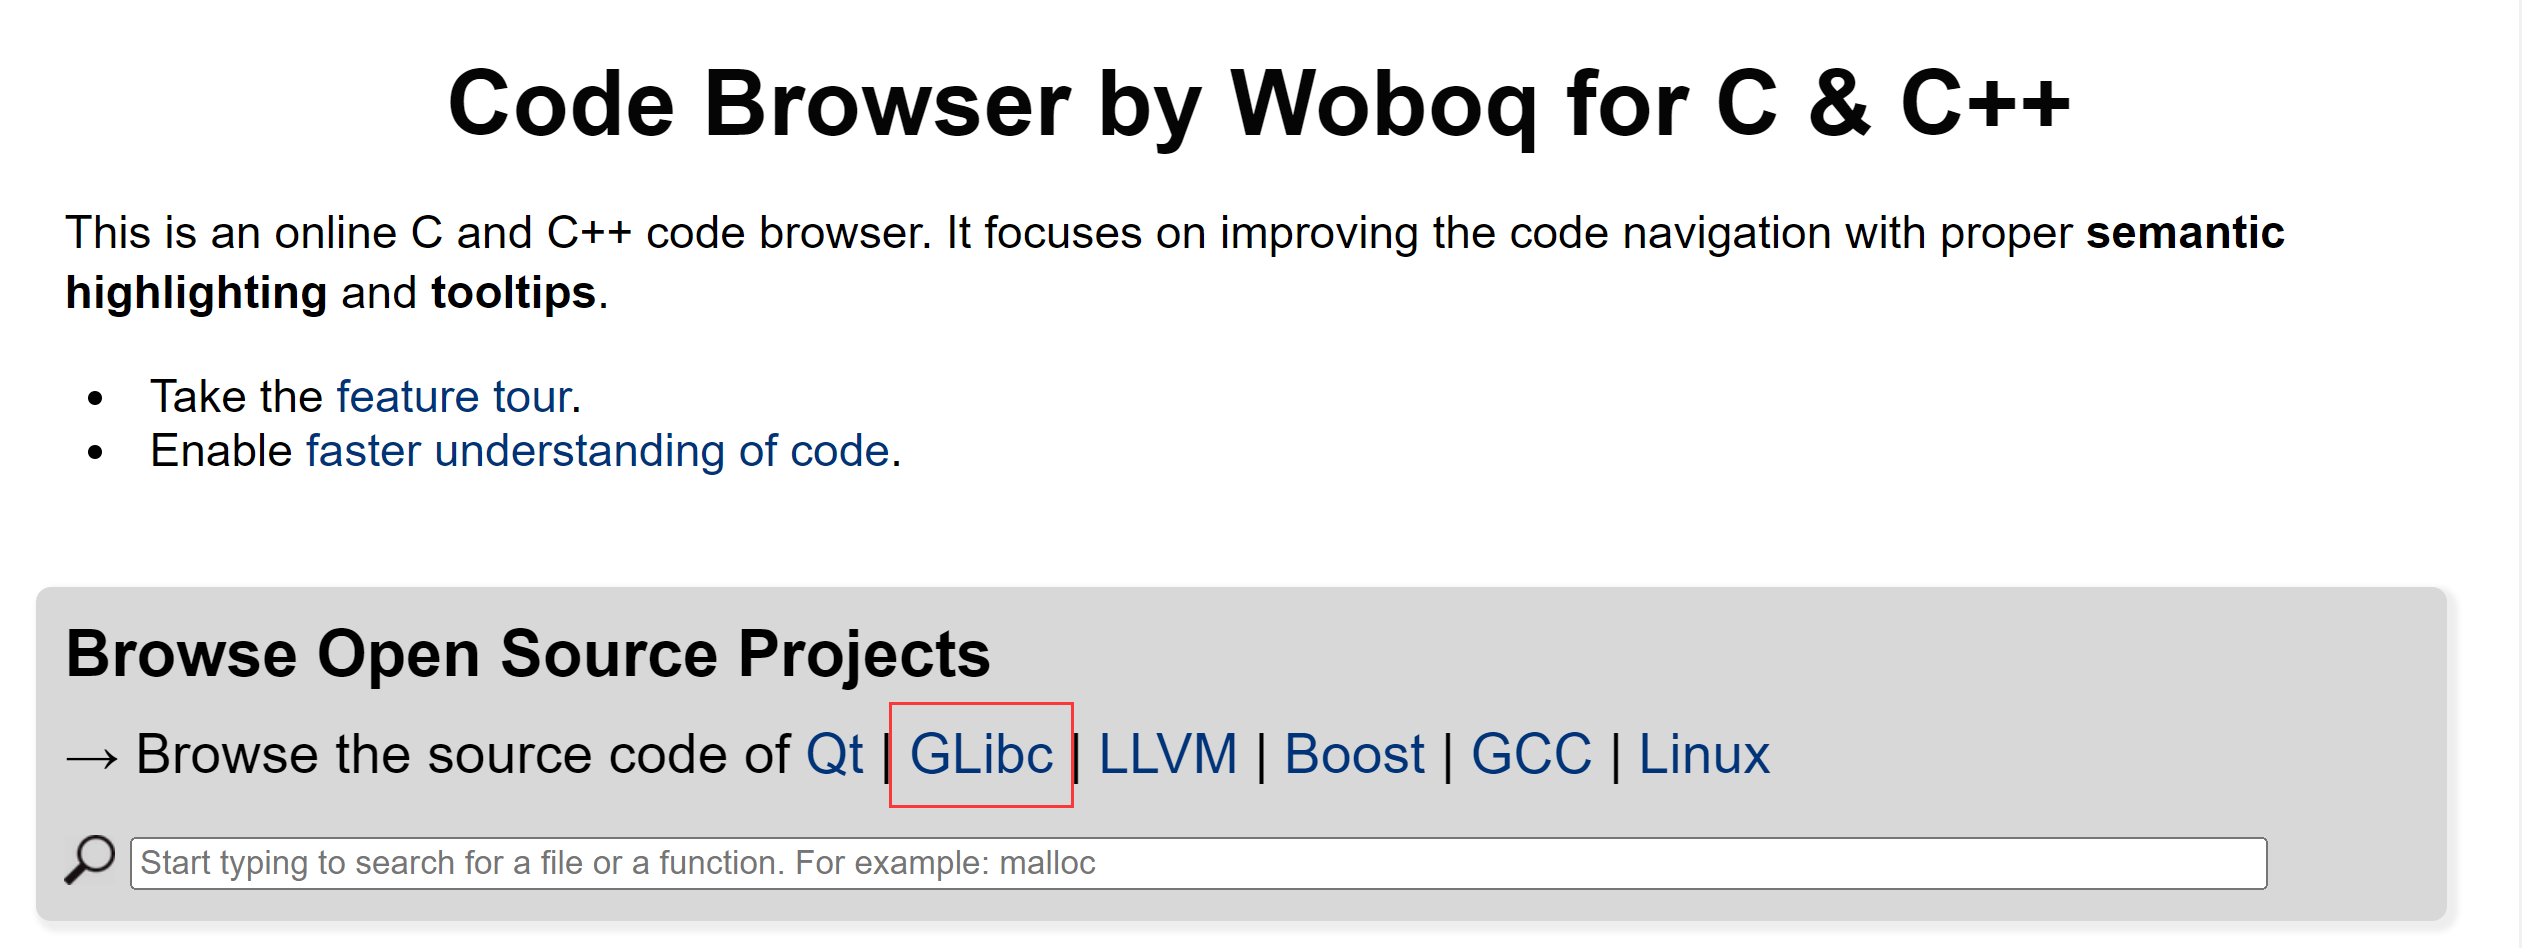 Code Browser by Woboq for C & C++
This is an online C and C++ code browser. It focuses on improving the code navigation with proper semantic
highlighting and tooltips.
• Take the feature tour.
• Enable faster understanding of code.
Browse Open Source Projects
→ Browse the source code of Qt | GLibc | LLVM | Boost | GCC | Linux
Start typing to search for a file or a function. For example: malloc